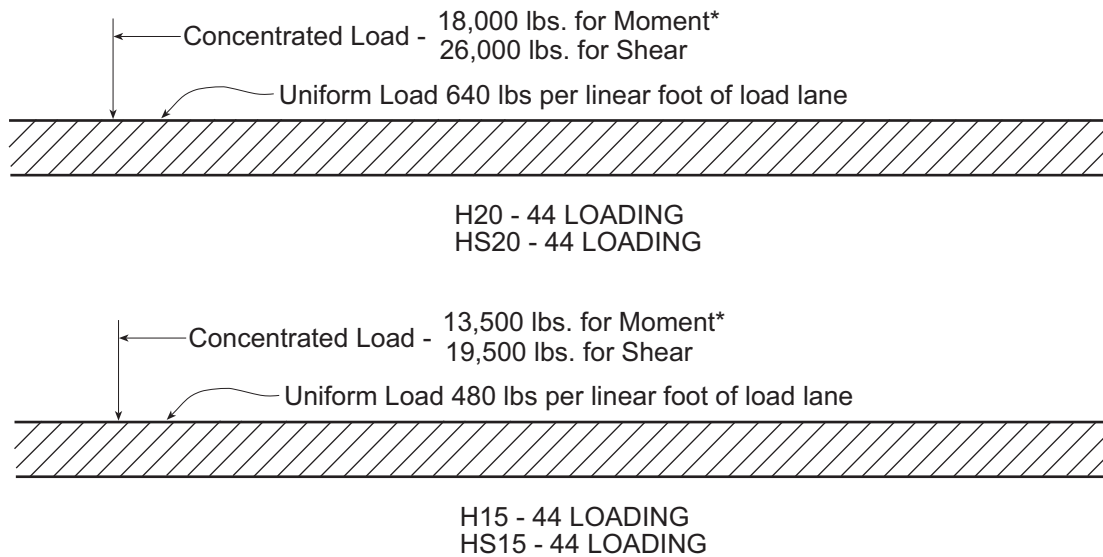 18,000 lbs. for Moment*
Concentrated Load -
26,000 lbs. for Shear
Uniform Load 640 lbs per linear foot of load lane
H20 - 44 LOADING
HS20 - 44 LOADING
13,500 lbs. for Moment*
Concentrated Load -
19,500 lbs. for Shear
Uniform Load 480 lbs per linear foot of load lane
H15 - 44 LOADING
HS15 - 44 LOADING